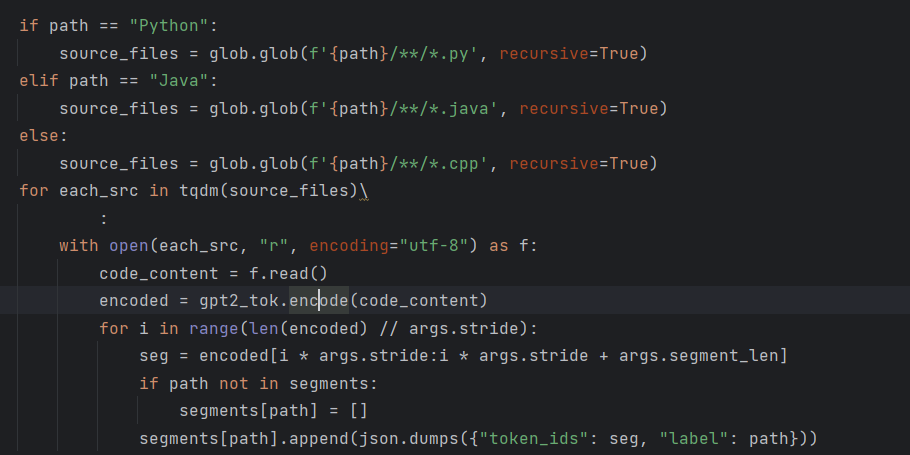 if path == "Python":
    source_files = glob.glob(f'{path}/**/*.py', recursive=True)
elif path == "Java":
    source_files = glob.glob(f'{path}/**/*.java', recursive=True)
else:
    source_files = glob.glob(f'{path}/**/*.cpp', recursive=True)
for each_src in tqdm(source_files)\
        :
    with open(each_src, "r", encoding="utf-8") as f:
        code_content = f.read()
        encoded = gpt2_tok.encode(code_content)
        for i in range(len(encoded) // args.stride):
            seg = encoded[i * args.stride:i * args.stride + args.segment_len]
            if path not in segments:
                segments[path] = []
            segments[path].append(json.dumps({"token_ids": seg, "label": path}))